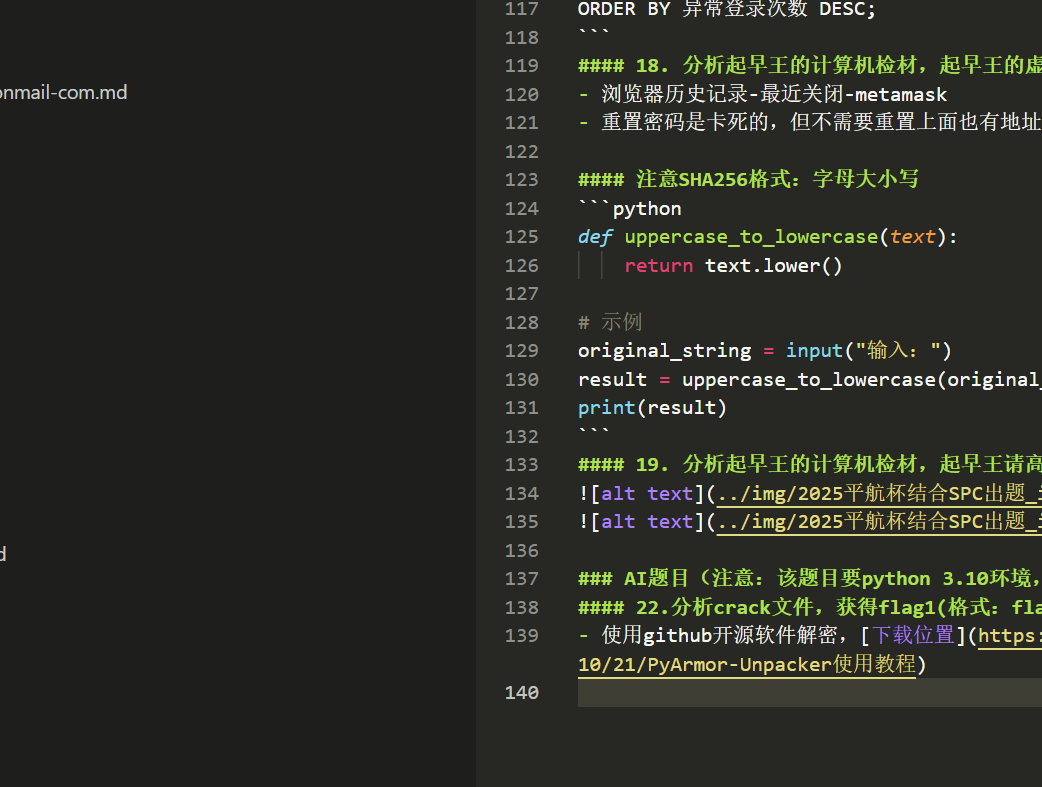 onmail-com.md
d
117 ORDER BY 异常登录次数 DESC;
118 ```
119 #### 18. 分析起早王的计算机检材，起早王的虚
120 - 浏览器历史记录-最近关闭-metamask
121 - 重置密码是卡死的，但不需要重置上面也有地址
122
123 #### 注意SHA256格式：字母大小写
124 ```python
125 def uppercase_to_lowercase(text):
126 return text.lower()
127
128 # 示例
129 original_string = input("输入：")
130 result = uppercase_to_lowercase(original_
131 print(result)
132 ```
133 #### 19. 分析起早王的计算机检材，起早王请高
134 ![alt text](../img/2025平航杯结合SPC出题_i
135 ![alt text](../img/2025平航杯结合SPC出题_i
136
137 ### AI题目（注意：该题目要python 3.10环境，
138 #### 22.分析crack文件，获得flag1(格式：fla
139 - 使用github开源软件解密，[下载位置](https:
10/21/PyArmor-Unpacker使用教程)
140